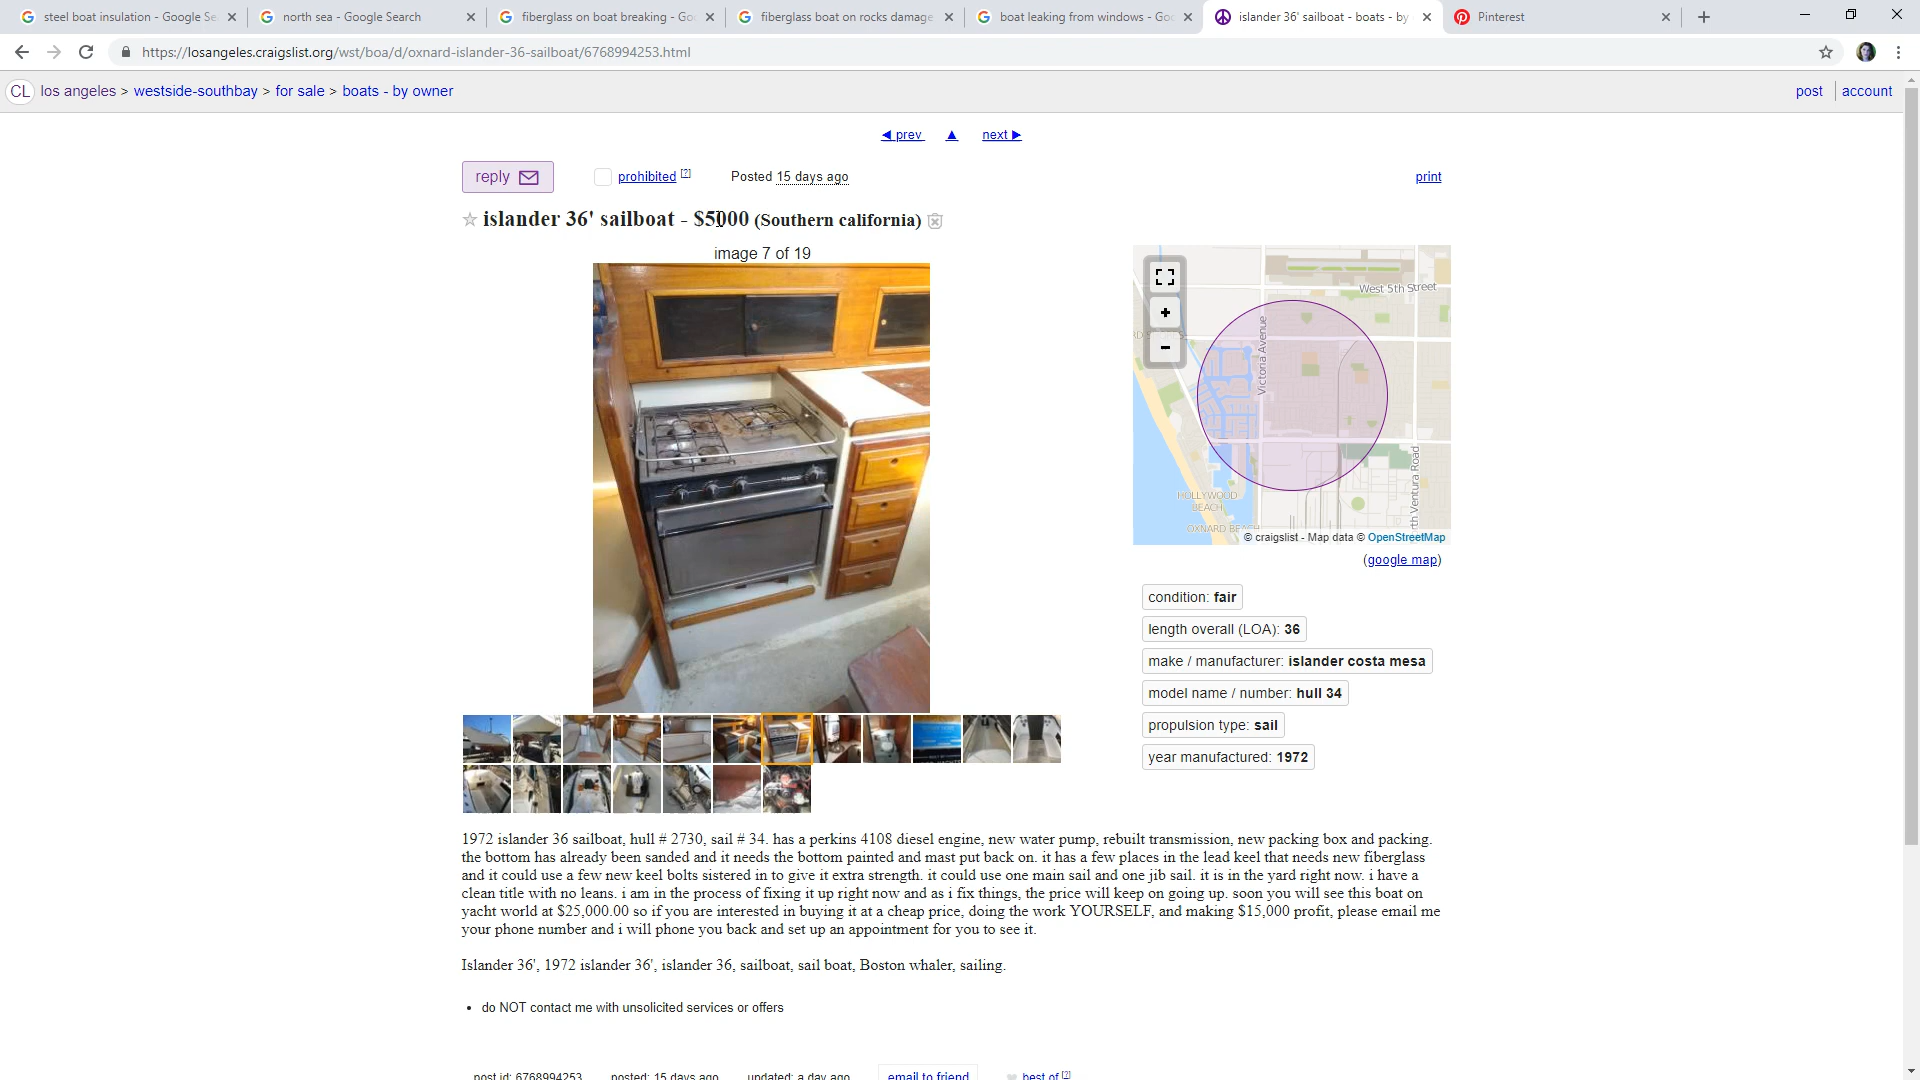 steel boat insulation - Google Se
north sea - Google Search
fiberglass on boat breaking - Goo
fiberglass boat on rocks damage
boat leaking from windows - Goo
islander 36' sailboat - boats - by
Pinterest
https://losangeles.craigslist.org/wst/boa/d/oxnard-islander-36-sailboat/6768994253.html
CL los angeles > westside-southbay > for sale > boats - by owner
post account
◀ prev ▲ next ▶
reply prohibited [?] Posted 15 days ago print
islander 36' sailboat - $5000 (Southern california)
image 7 of 19
West 5th Street
Victoria Avenue
HOLLYWOOD
BEACH
OXNARD BEACH
th Ventura Road
© craigslist - Map data © OpenStreetMap
(google map)
condition: fair
length overall (LOA): 36
make / manufacturer: islander costa mesa
model name / number: hull 34
propulsion type: sail
year manufactured: 1972
1972 islander 36 sailboat, hull # 2730, sail # 34. has a perkins 4108 diesel engine, new water pump, rebuilt transmission, new packing box and packing.
the bottom has already been sanded and it needs the bottom painted and mast put back on. it has a few places in the lead keel that needs new fiberglass
and it could use a few new keel bolts sistered in to give it extra strength. it could use one main sail and one jib sail. it is in the yard right now. i have a
clean title with no leans. i am in the process of fixing it up right now and as i fix things, the price will keep on going up. soon you will see this boat on
yacht world at $25,000.00 so if you are interested in buying it at a cheap price, doing the work YOURSELF, and making $15,000 profit, please email me
your phone number and i will phone you back and set up an appointment for you to see it.
Islander 36', 1972 islander 36', islander 36, sailboat, sail boat, Boston whaler, sailing.
• do NOT contact me with unsolicited services or offers
post id: 6768994253 posted: 15 days ago updated: a day ago email to friend best of [?]